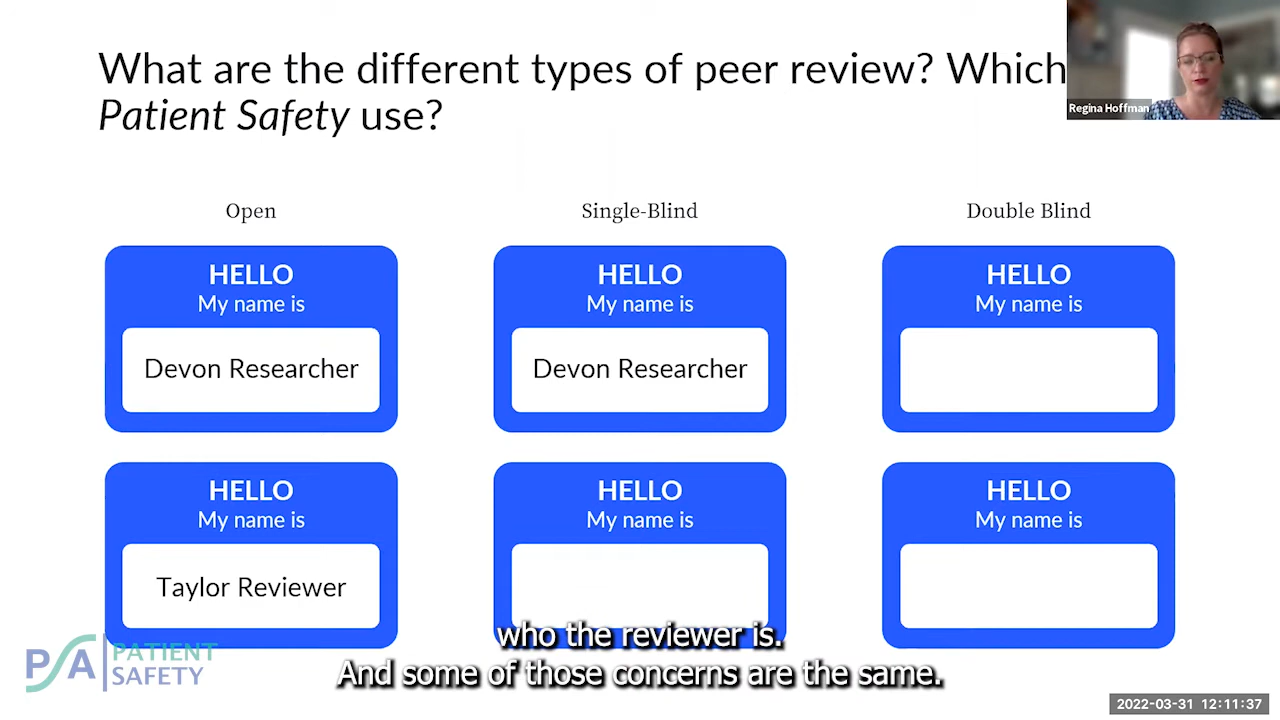 What are the different types of peer review? Which
Patient Safety use?
Regina Hoffman
Open
Single-Blind
Double Blind
HELLO
My name is
Devon Researcher
HELLO
My name is
Devon Researcher
HELLO
My name is
HELLO
My name is
Taylor Reviewer
HELLO
My name is
HELLO
My name is
who the reviewer is.
And some of those concerns are the same.
PSA PATIENT
SAFETY
2022-03-31 12:11:37